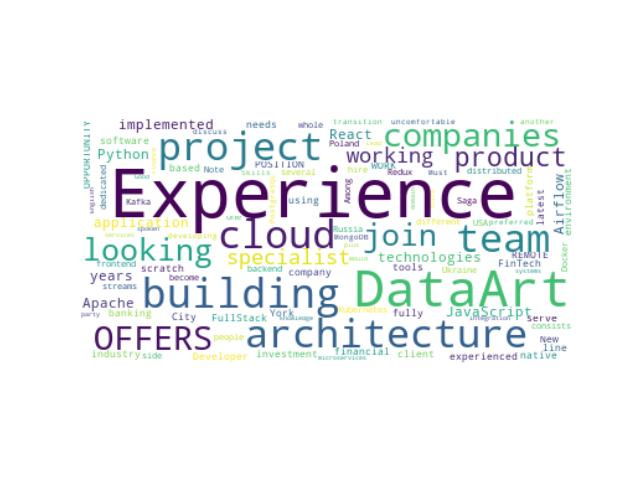 OPPORTUNITY
implemented
needs
discuss
whole
transition
uncomfortable
another
software
project
React
companies
Python
based
Note
POSITION
Poland
working
product
dedicated
skills
several
hire
work
Redux
Must
distributed
Kafka
Experience
using
Among
Saga
platform
latest
Airflow
environment
application
PostgreSQL
Russia
USA
preferred
developing
cloud
MongoDB
join
team
looking
specialist
technologies
REMOTE
Docker
frontend
backend
company
tools
Ukraine
FinTech
services
years
scratch
become
systems
streams
building
DataArt
Apache
banking
City
FullStack
York
Kubernetes
fully
JavaScript
serve
party
knowledge
integration
consists
OFFERS
people
architecture
New
line
industry
side
Developer
investment
financial
microservices
client
experienced
native